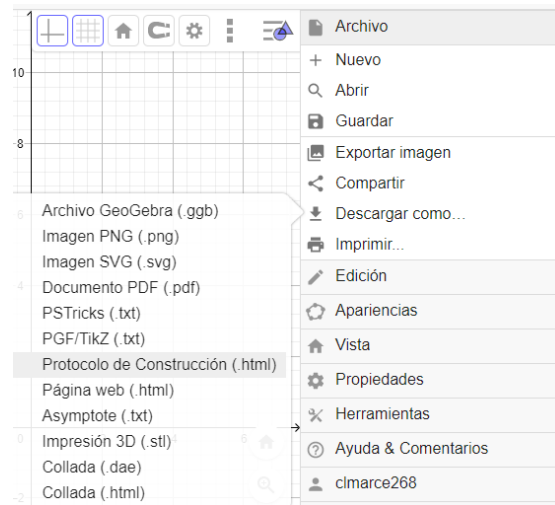 Archivo
10
Nuevo
Abrir
Guardar
8
Exportar imagen
Compartir
Descargar como...
Imprimir...
Edición
Apariencias
Vista
Propiedades
Herramientas
Ayuda & Comentarios
clmarce268
6
Archivo GeoGebra (.ggb)
Imagen PNG (.png)
Imagen SVG (.svg)
4
Documento PDF (.pdf)
PSTricks (.txt)
PGF/TikZ (.txt)
Protocolo de Construcción (.html)
Página web (.html)
Asymptote (.txt)
0
Impresión 3D (.stl)
4
6
Collada (.dae)
Collada (.html)
-2